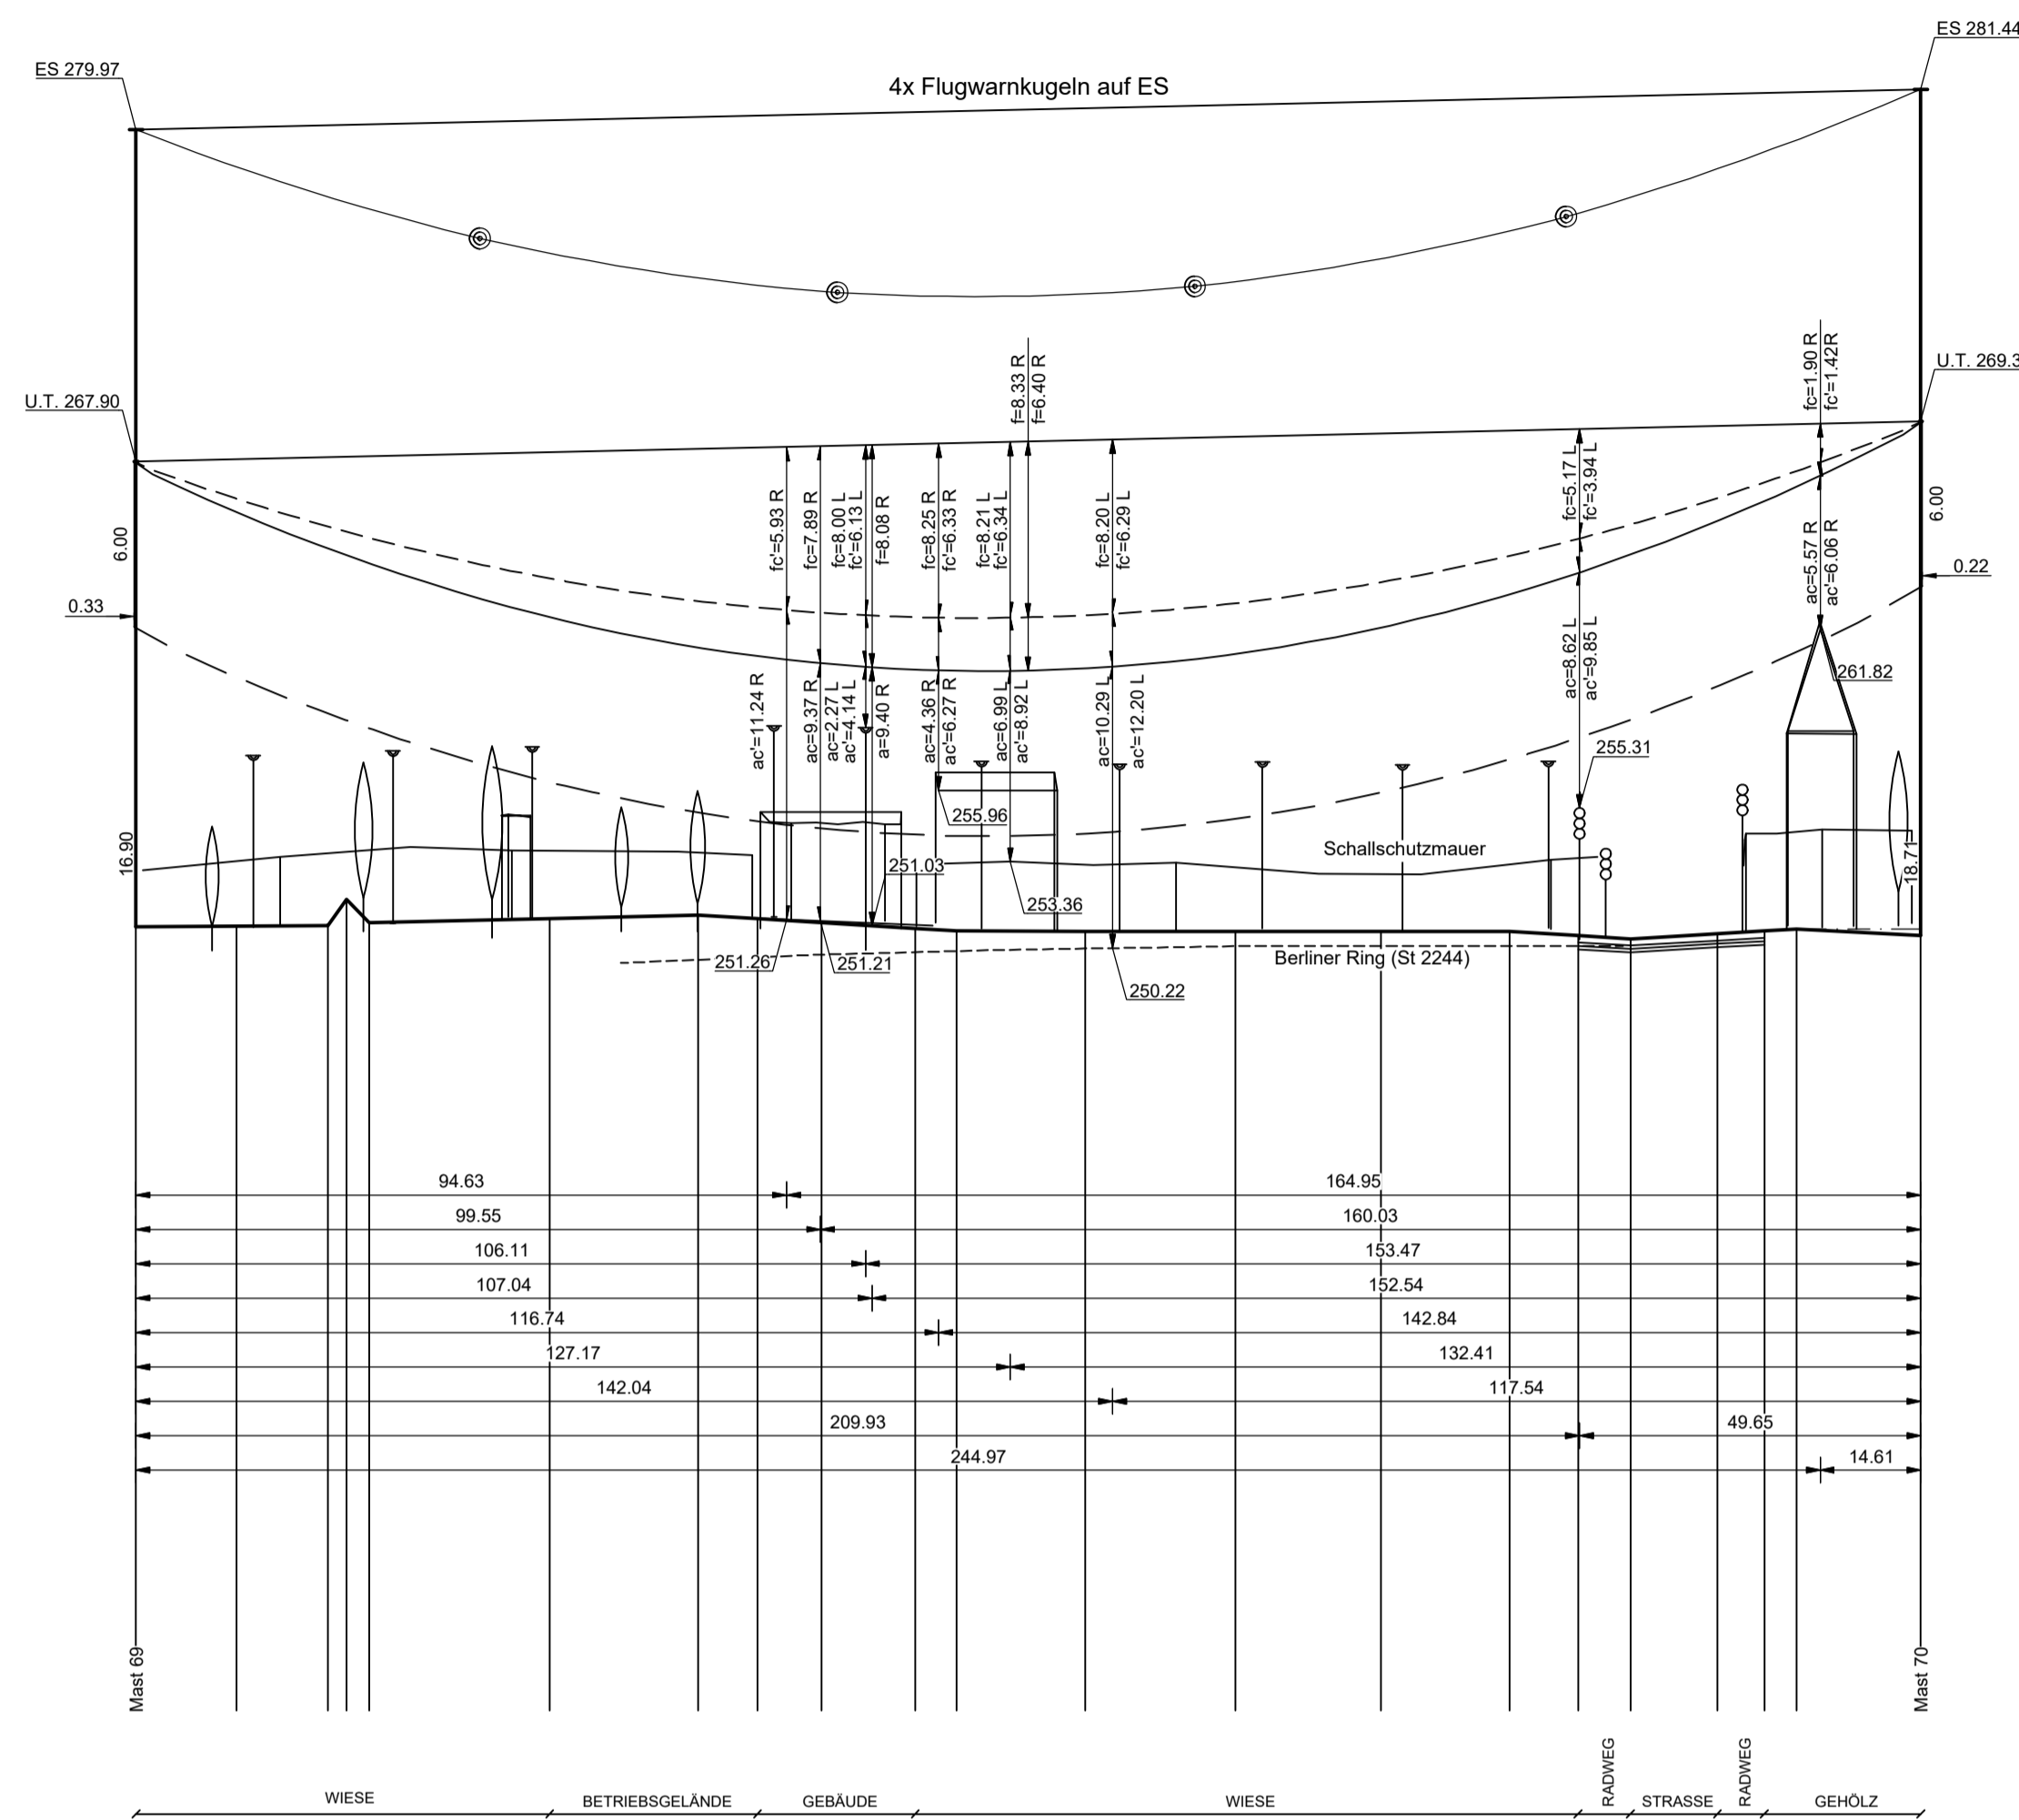 ES 281.44
ES 279.97
4x Flugwarnkugeln auf ES
U.T. 267.90
U.T. 269.3
f=8.33 R
f=6.40 R
fc=1.90 R
fc'=1.42R
6.00
fc'=5.93 R
fc=7.89 R
fc=8.00 L
fc'=6.13 L
f=8.08 R
fc=8.25 R
fc'=6.33 R
fc=8.21 L
fc'=6.34 L
fc=8.20 L
fc'=6.29 L
fc=5.17 L
fc'=3.94 L
6.00
0.33
0.22
ac=5.57 R
ac'=6.06 R
ac'=11.24 R
ac=9.37 R
ac=2.27 L
ac'=4.14 L
a=9.40 R
ac=4.36 R
ac'=6.27 R
ac=6.99 L
ac'=8.92 L
ac=10.29 L
ac'=12.20 L
ac=8.62 L
ac'=9.85 L
261.82
255.31
255.96
16.90
251.03
Schallschutzmauer
18.71
253.36
251.26
251.21
Berliner Ring (St 2244)
250.22
94.63
164.95
99.55
160.03
106.11
153.47
107.04
152.54
116.74
142.84
127.17
132.41
142.04
117.54
209.93
49.65
244.97
14.61
Mast 69
Mast 70
WIESE
BETRIEBSGELÄNDE
GEBÄUDE
WIESE
RADWEG
STRASSE
RADWEG
GEHÖLZ